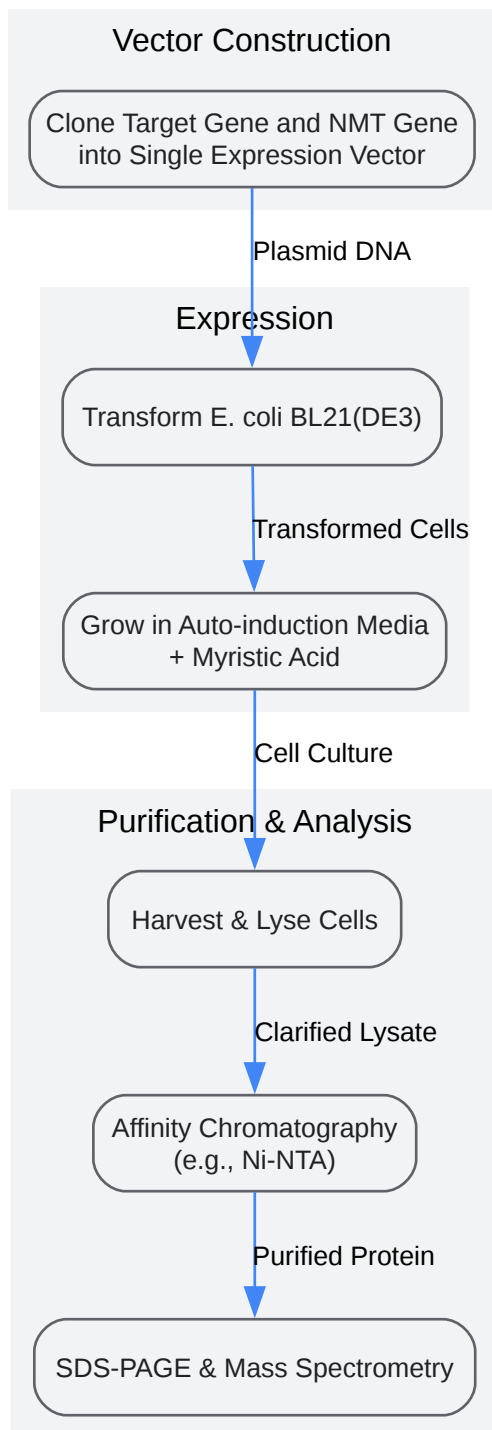 Vector Construction
Clone Target Gene and NMT Gene
into Single Expression Vector
Plasmid DNA
Expression
Transform E. coli BL21(DE3)
Transformed Cells
Grow in Auto-induction Media
+ Myristic Acid
Cell Culture
Purification & Analysis
Harvest & Lyse Cells
Clarified Lysate
Affinity Chromatography
(e.g., Ni-NTA)
Purified Protein
SDS-PAGE & Mass Spectrometry